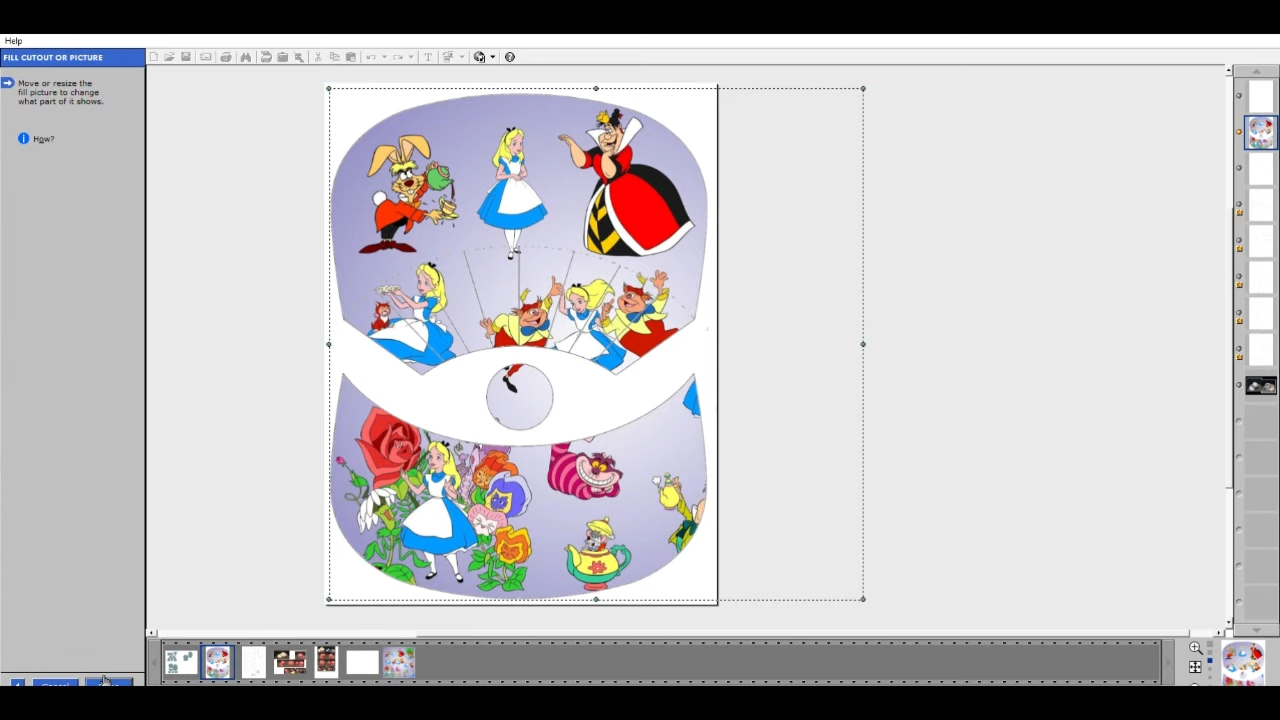 Help
FILL CUTOUT OR PICTURE
Move or resize the
fill picture to change
what part of it shows.
How?